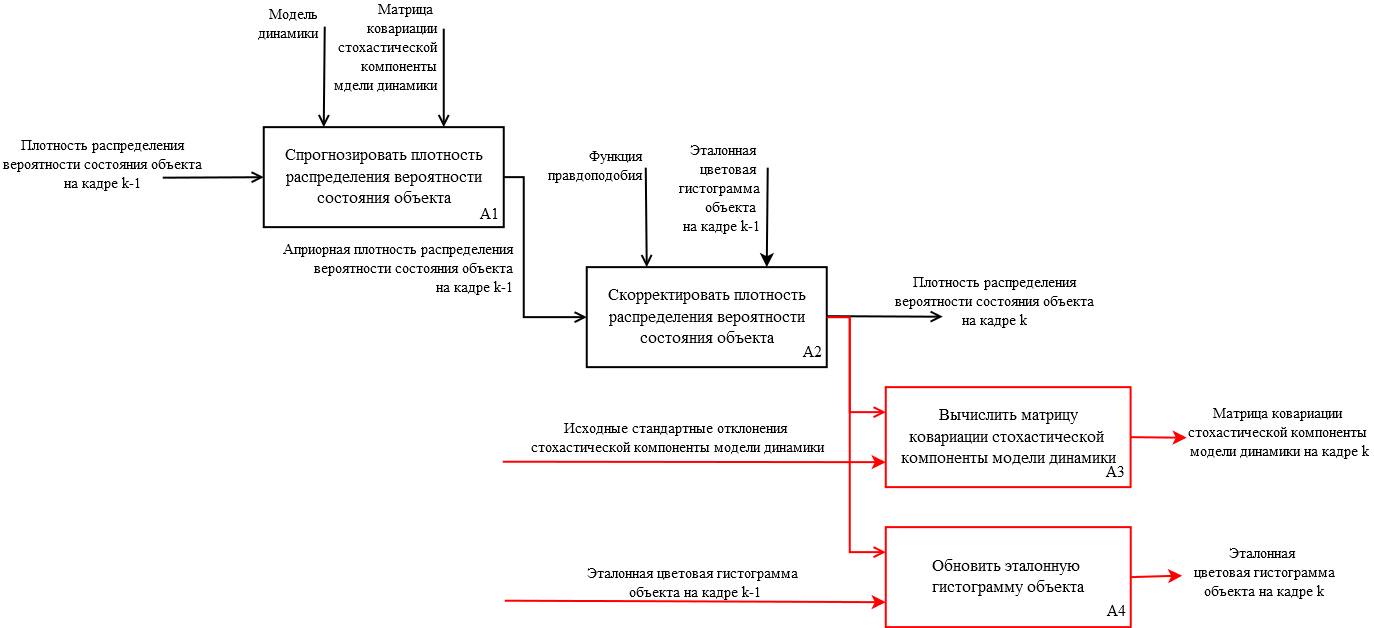 Модель
динамики
Матрица
ковариации
стохастической
компоненты
мдели динамики
Плотность распределения
вероятности состояния объекта
на кадре k-1
Спрогнозировать плотность
распределения вероятности
состояния объекта
A1
Функция
правдоподобия
Эталонная
цветовая
гистограмма
объекта
на кадре k-1
Априорная плотность распределения
вероятности состояния объекта
на кадре k-1
Скорректировать плотность
распределения вероятности
состояния объекта
A2
Плотность распределения
вероятности состояния объекта
на кадре k
Исходные стандартные отклонения
стохастической компоненты модели динамики
Вычислить матрицу
ковариации стохастической
компоненты модели динамики
A3
Матрица ковариации
стохастической компоненты
модели динамики на кадре k
Эталонная цветовая гистограмма
объекта на кадре k-1
Обновить эталонную
гистограмму объекта
A4
Эталонная
цветовая гистограмма
объекта на кадре k